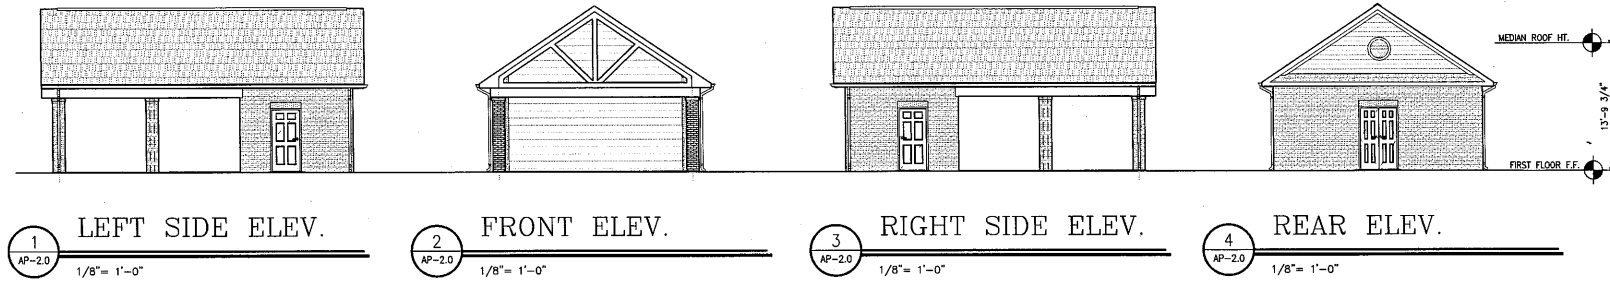 MEDIAN ROOF HT.
13'-9 3/4"
FIRST FLOOR F.F.
1
AP-2.0
LEFT SIDE ELEV.
1/8"= 1'-0"
2
AP-2.0
FRONT ELEV.
1/8"= 1'-0"
3
AP-2.0
RIGHT SIDE ELEV.
1/8"= 1'-0"
4
AP-2.0
REAR ELEV.
1/8"= 1'-0"